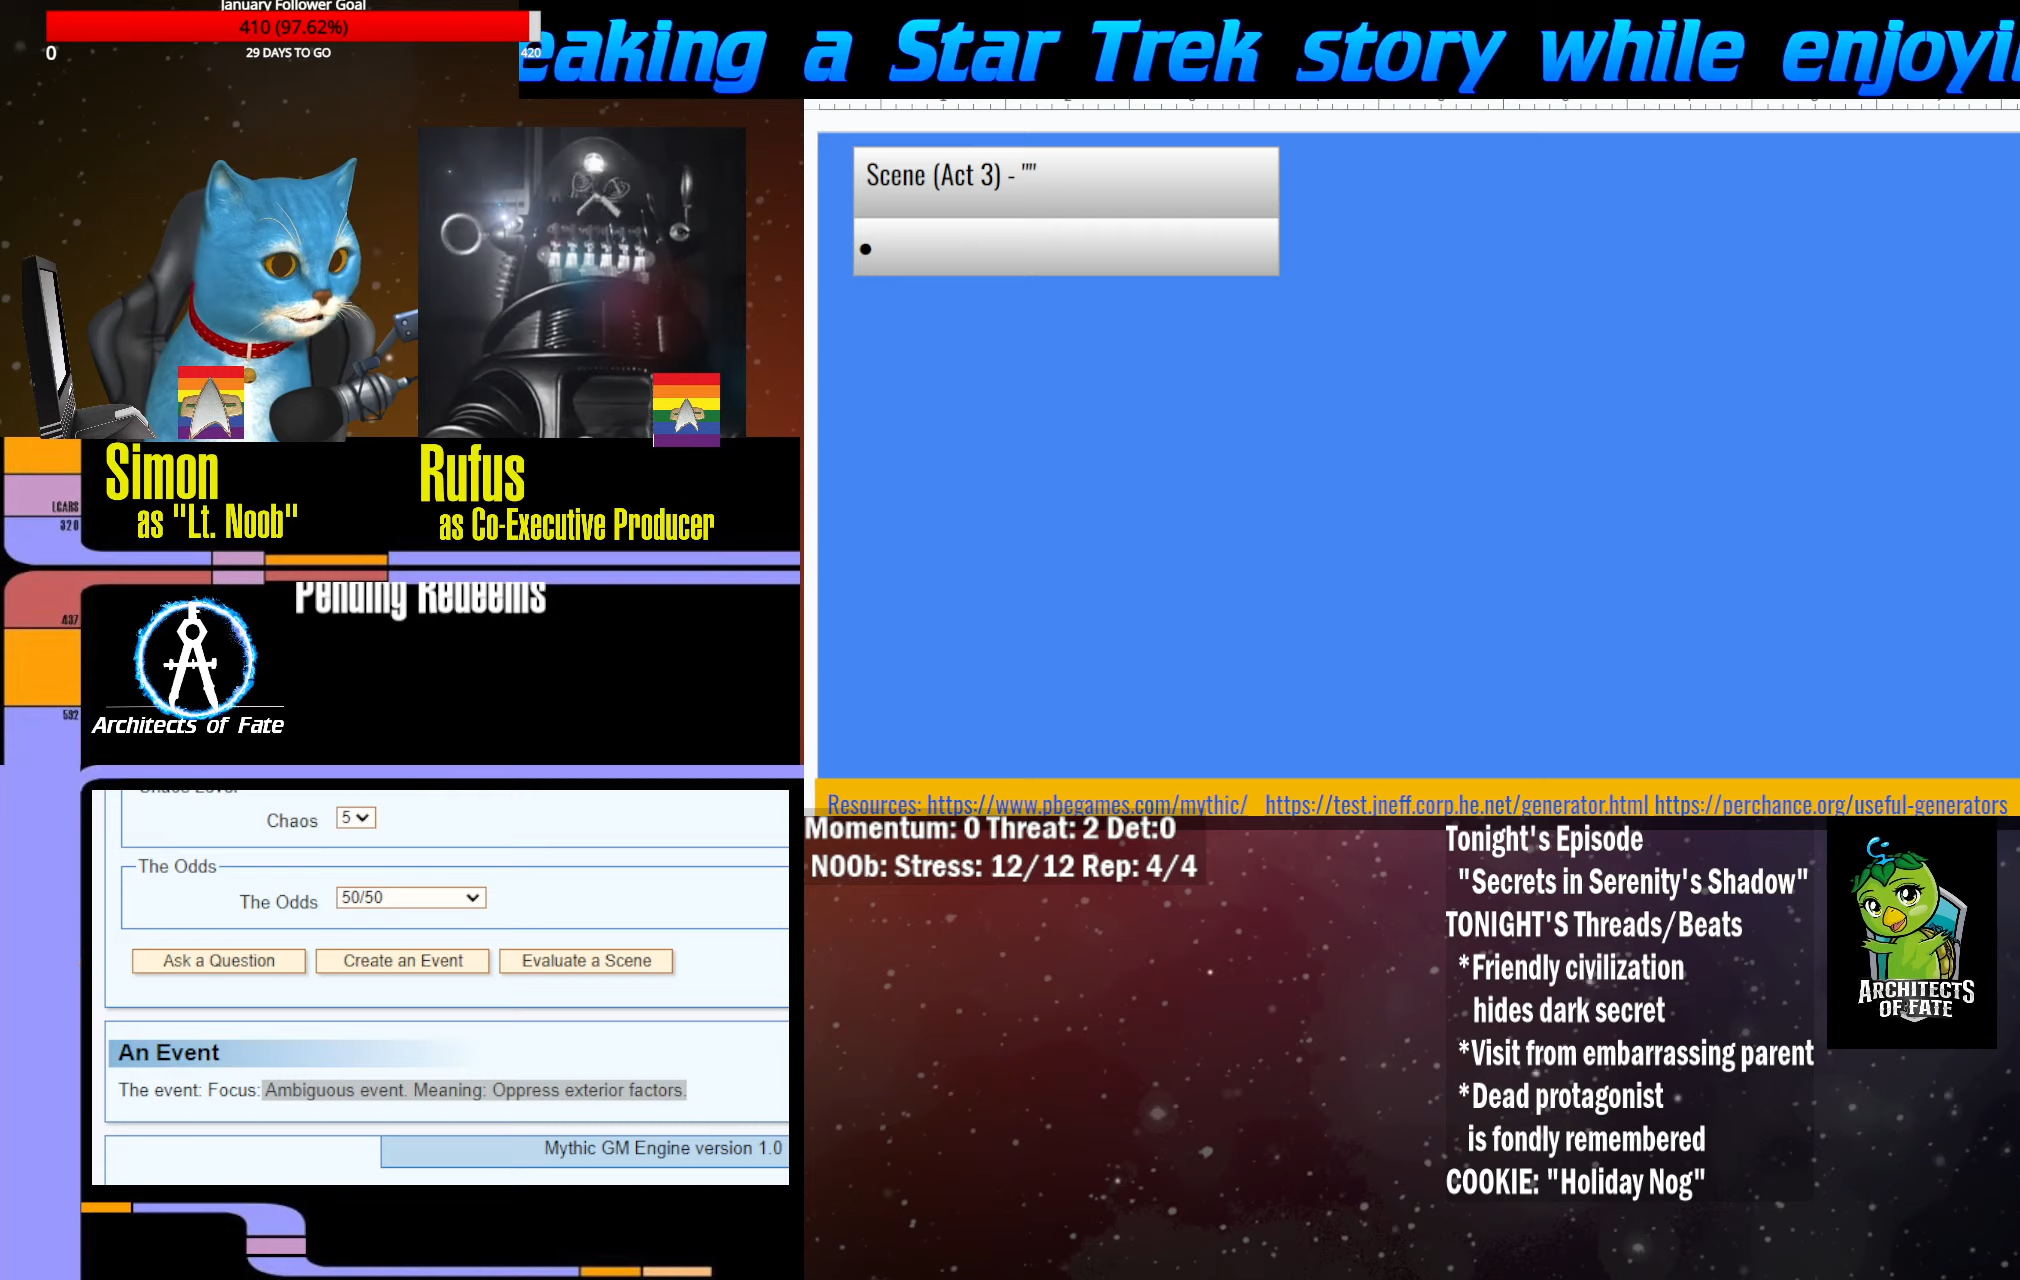 January Follower Goal
410 (97.62%)
0
29 DAYS TO GO
420
eaking a Star Trek story while enjoyi
Scene (Act 3) - ""
•
Simon
as "Lt. Noob"
Rufus
as Co-Executive Producer
LCARS
320
Pending Redeems
437
592
Architects of Fate
Chaos Level
Chaos 5
The Odds
The Odds 50/50
Ask a Question Create an Event Evaluate a Scene
An Event
The event: Focus: Ambiguous event. Meaning: Oppress exterior factors.
Mythic GM Engine version 1.0
Resources: https://www.pbegames.com/mythic/ https://test.jneff.corp.he.net/generator.html https://perchance.org/useful-generators
Momentum: 0 Threat: 2 Det:0
N00b: Stress: 12/12 Rep: 4/4
Tonight's Episode
"Secrets in Serenity's Shadow"
TONIGHT'S Threads/Beats
*Friendly civilization
hides dark secret
*Visit from embarrassing parent
*Dead protagonist
is fondly remembered
COOKIE: "Holiday Nog"
ARCHITECTS
OF FATE